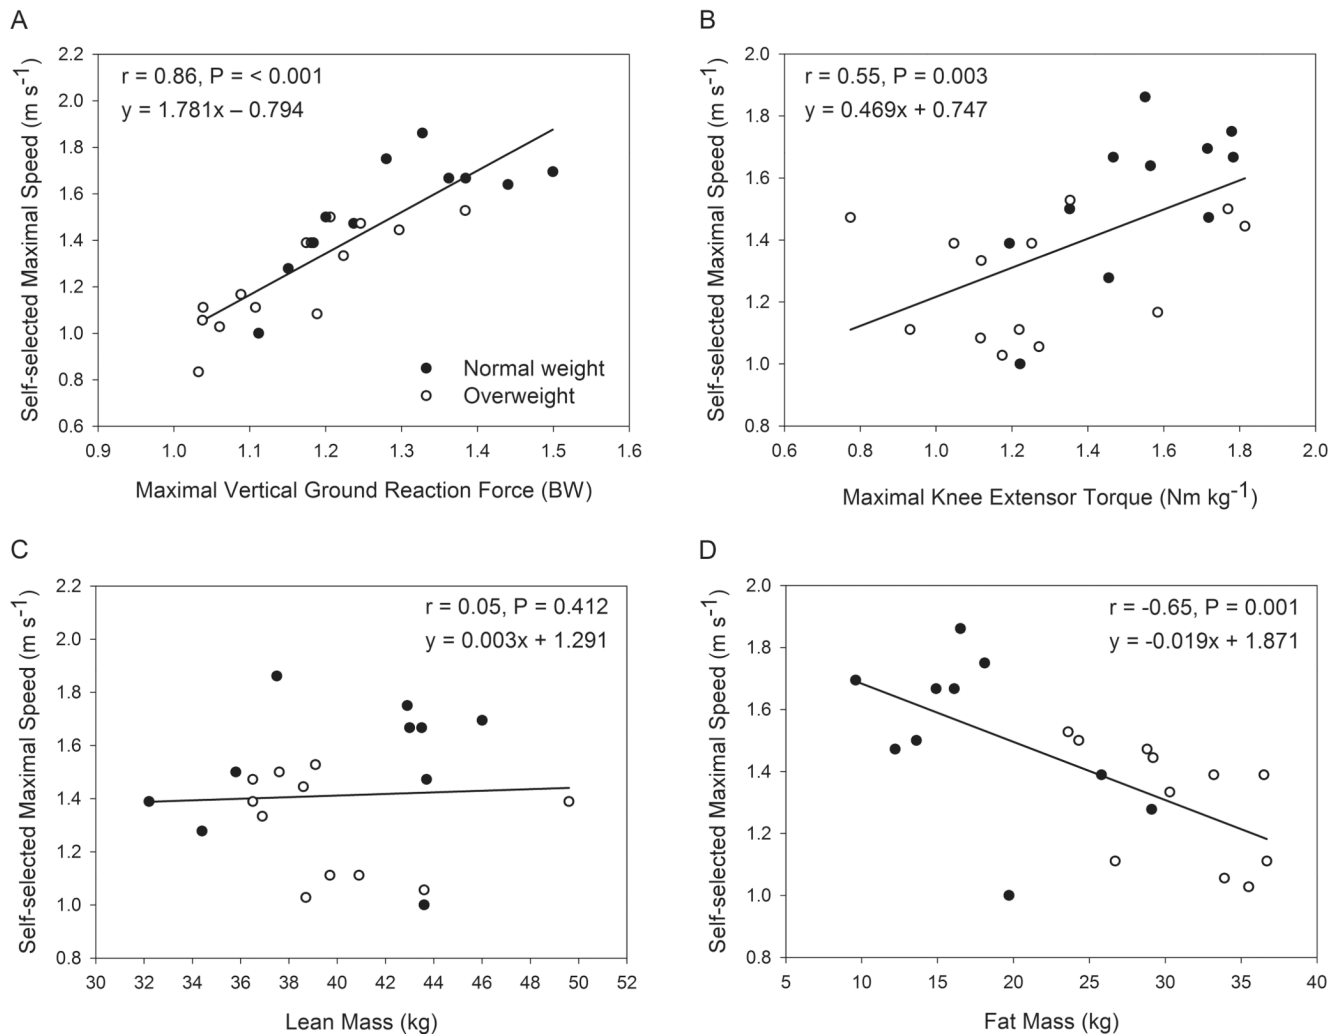 A
Self-selected Maximal Speed (m s-1)
r = 0.86, P = < 0.001
y = 1.781x – 0.794
2.2
2.0
1.8
1.6
1.4
1.2
1.0
0.8
0.6
Normal weight
Overweight
0.9 1.0 1.1 1.2 1.3 1.4 1.5 1.6
Maximal Vertical Ground Reaction Force (BW)
B
Self-selected Maximal Speed (m s-1)
r = 0.55, P = 0.003
y = 0.469x + 0.747
2.0
1.8
1.6
1.4
1.2
1.0
0.8
0.6 0.8 1.0 1.2 1.4 1.6 1.8 2.0
Maximal Knee Extensor Torque (Nm kg-1)
C
Self-selected Maximal Speed (m s-1)
r = 0.05, P = 0.412
y = 0.003x + 1.291
2.2
2.0
1.8
1.6
1.4
1.2
1.0
0.8
30 32 34 36 38 40 42 44 46 48 50 52
Lean Mass (kg)
D
Self-selected Maximal Speed (m s-1)
r = -0.65, P = 0.001
y = -0.019x + 1.871
2.0
1.8
1.6
1.4
1.2
1.0
0.8
5 10 15 20 25 30 35 40
Fat Mass (kg)